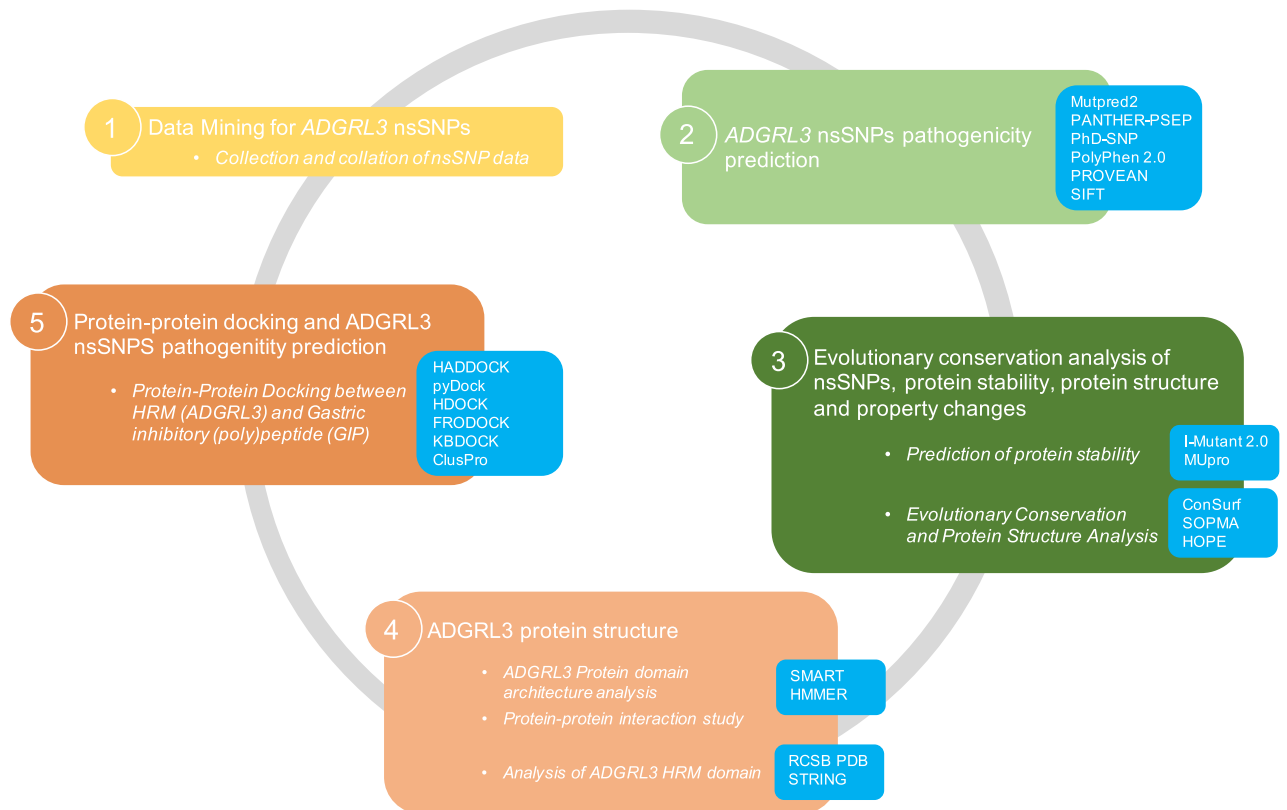 1
Data Mining for ADGRL3 nsSNPs
• Collection and collation of nsSNP data
2
ADGRL3 nsSNPs pathogenicity
prediction
Mutpred2
PANTHER-PSEP
PhD-SNP
PolyPhen 2.0
PROVEAN
SIFT
3
Evolutionary conservation analysis of
nsSNPs, protein stability, protein structure
and property changes
• Prediction of protein stability
I-Mutant 2.0
MUpro
• Evolutionary Conservation
and Protein Structure Analysis
ConSurf
SOPMA
HOPE
4
ADGRL3 protein structure
• ADGRL3 Protein domain
architecture analysis
• Protein-protein interaction study
SMART
HMMER
• Analysis of ADGRL3 HRM domain
RCSB PDB
STRING
5
Protein-protein docking and ADGRL3
nsSNPS pathogenitity prediction
• Protein-Protein Docking between
HRM (ADGRL3) and Gastric
inhibitory (poly)peptide (GIP)
HADDOCK
pyDock
HDOCK
FRODOCK
KBDOCK
ClusPro